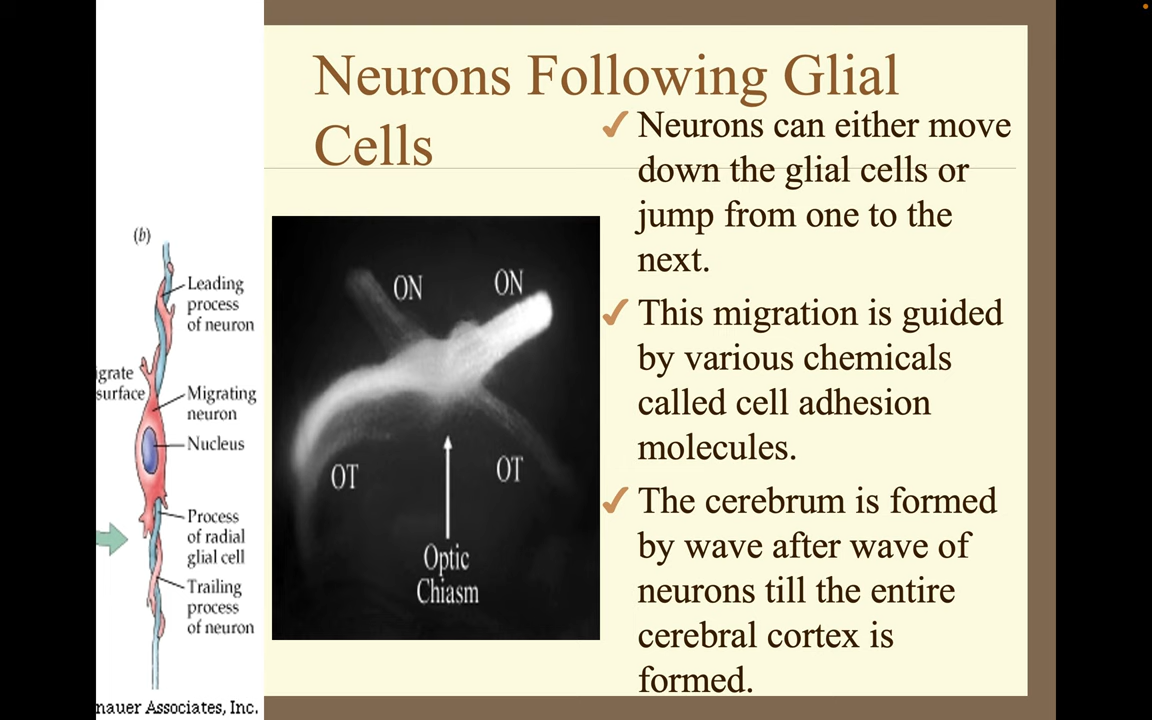 Neurons Following Glial
Cells
✓ Neurons can either move
down the glial cells or
jump from one to the
next.
✓ This migration is guided
by various chemicals
called cell adhesion
molecules.
✓ The cerebrum is formed
by wave after wave of
neurons till the entire
cerebral cortex is
formed.
(b)
Leading
process
of neuron
igrate
surface
Migrating
neuron
Nucleus
Process
of radial
glial cell
Trailing
process
of neuron
nauer Associates, Inc.
ON
ON
OT
OT
Optic
Chiasm